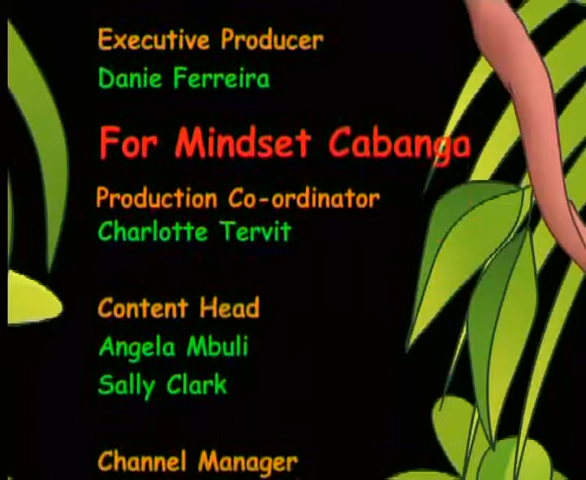 Executive Producer
Danie Ferreira
For Mindset Cabanga
Production Co-ordinator
Charlotte Tervit
Content Head
Angela Mbuli
Sally Clark
Channel Manager